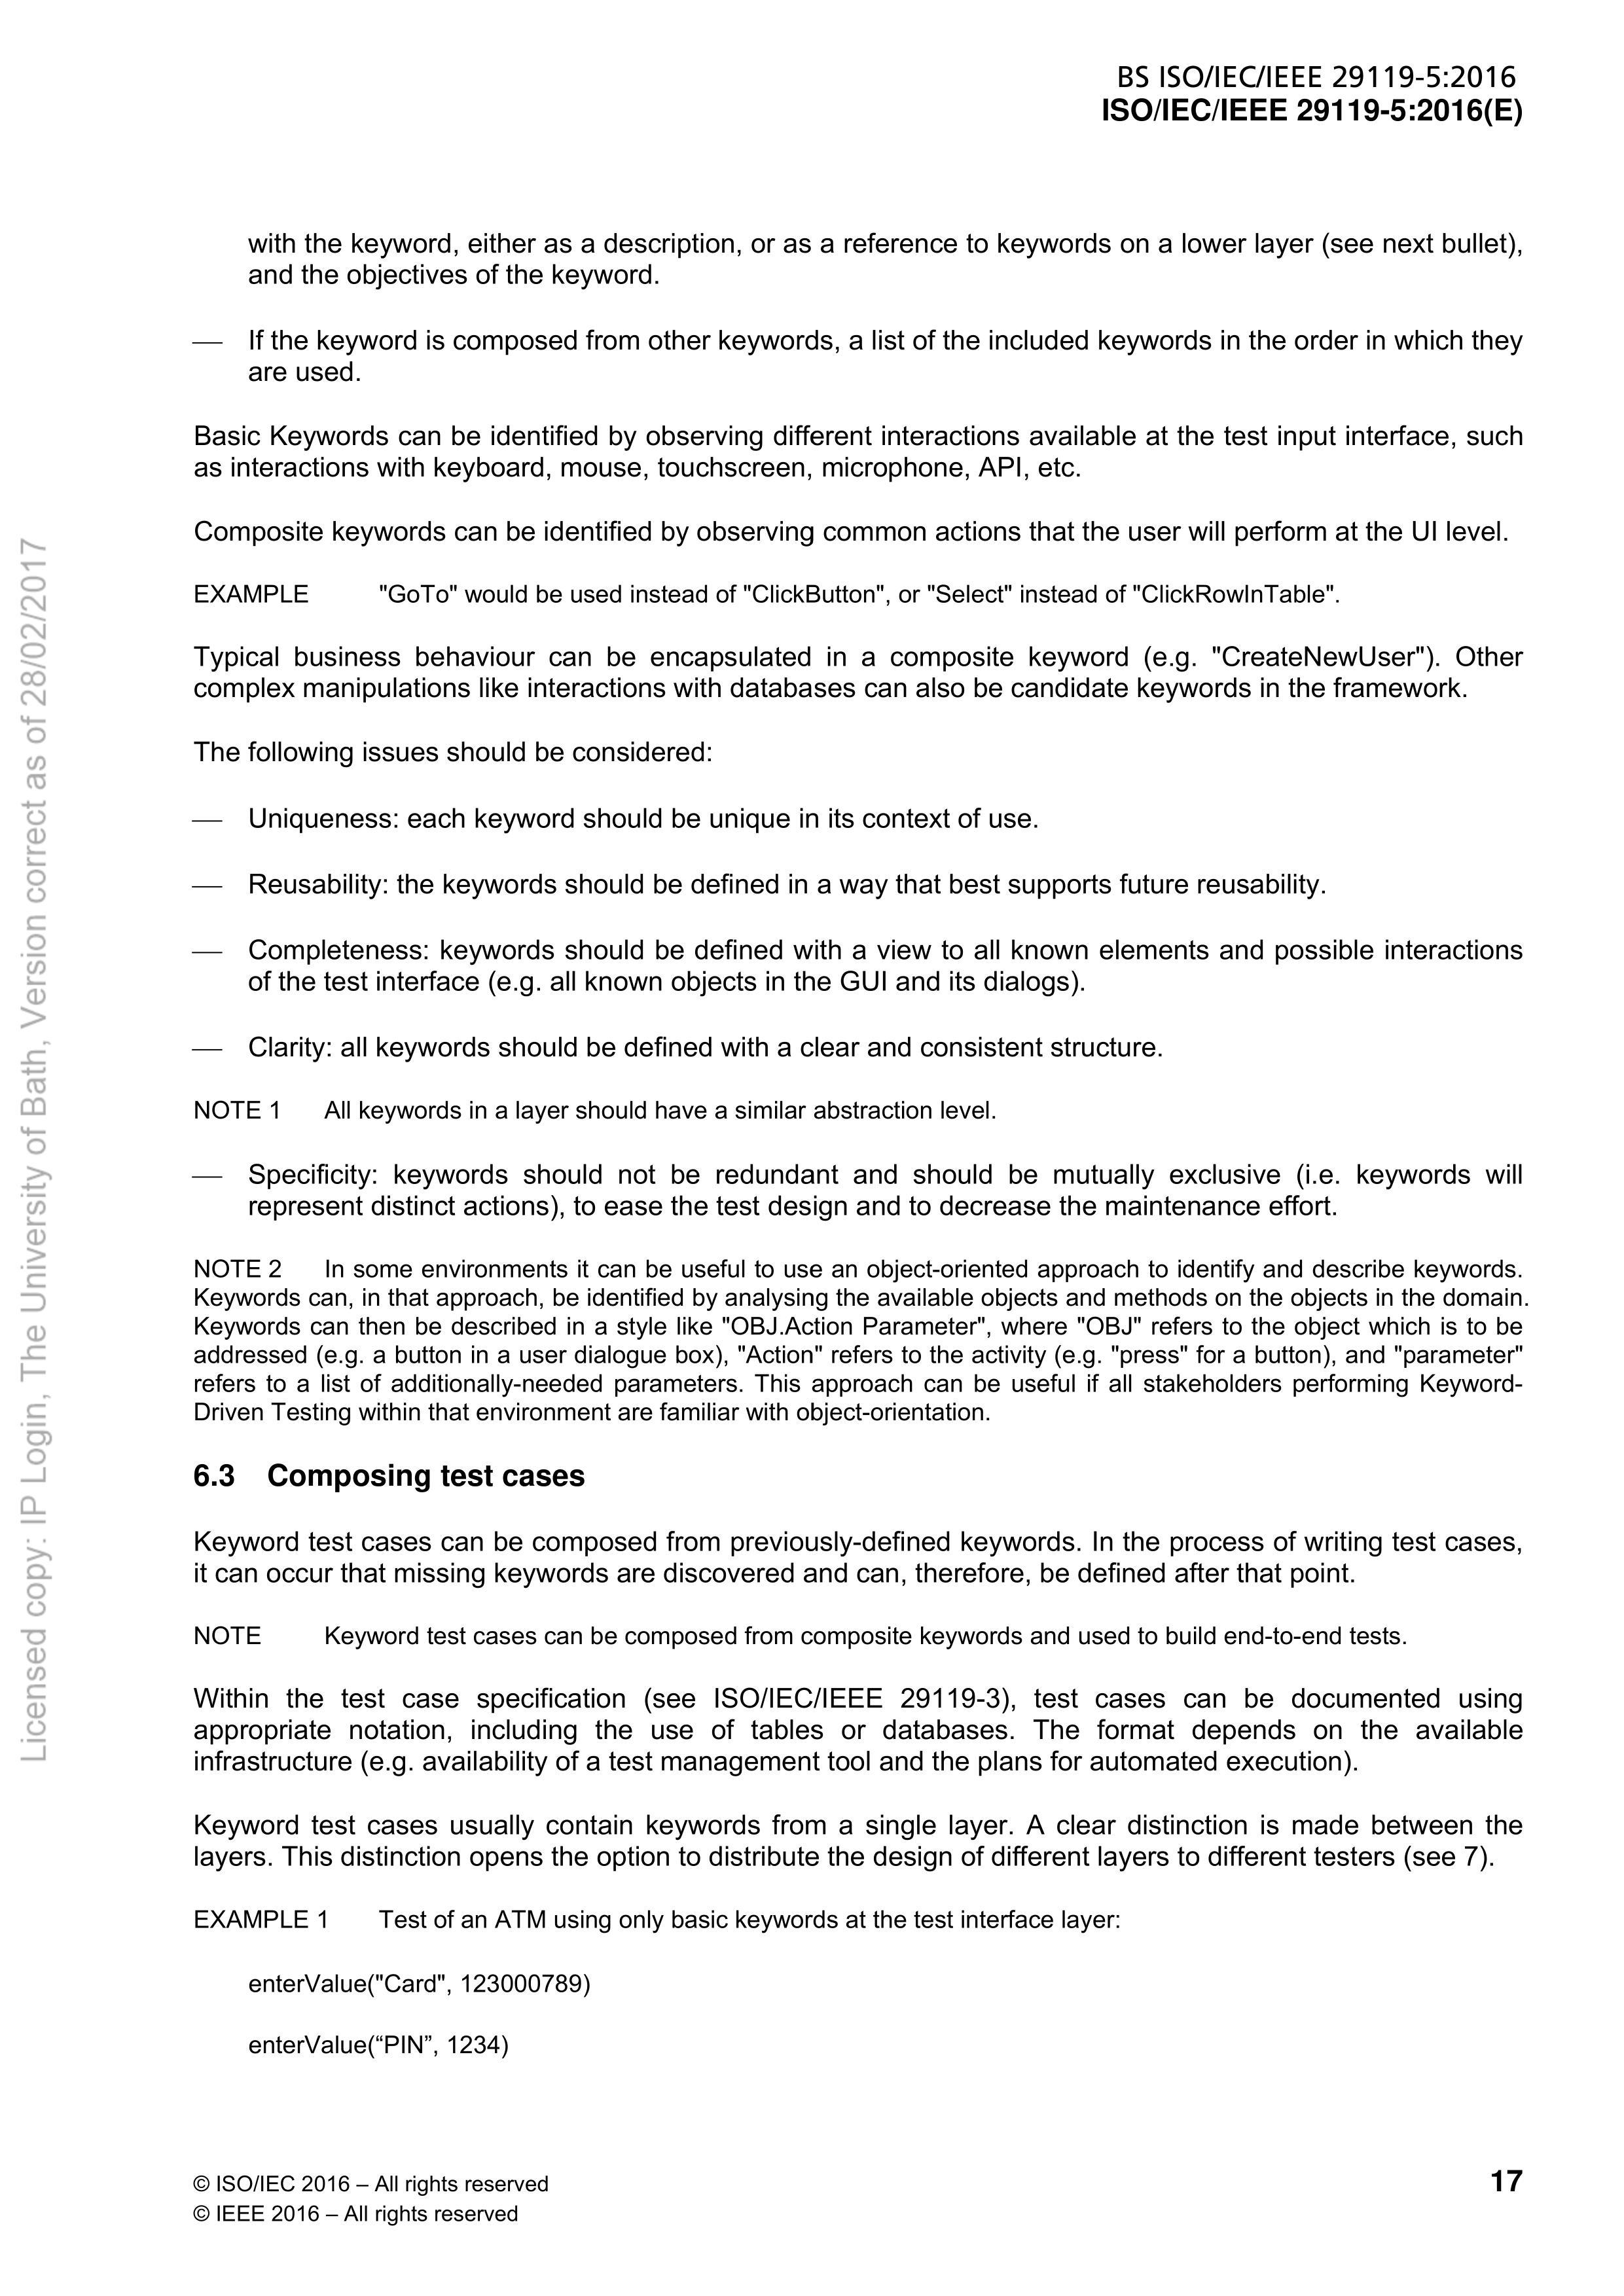 BS ISO/IEC/IEEE 29119-5:2016
ISO/IEC/IEEE 29119-5:2016(E)
with the keyword, either as a description, or as a reference to keywords on a lower layer (see next bullet),
and the objectives of the keyword.
— If the keyword is composed from other keywords, a list of the included keywords in the order in which they
are used.
Basic Keywords can be identified by observing different interactions available at the test input interface, such
as interactions with keyboard, mouse, touchscreen, microphone, API, etc.
Composite keywords can be identified by observing common actions that the user will perform at the UI level.
EXAMPLE "GoTo" would be used instead of "ClickButton", or "Select" instead of "ClickRowInTable".
Typical business behaviour can be encapsulated in a composite keyword (e.g. "CreateNewUser"). Other
complex manipulations like interactions with databases can also be candidate keywords in the framework.
The following issues should be considered:
— Uniqueness: each keyword should be unique in its context of use.
— Reusability: the keywords should be defined in a way that best supports future reusability.
— Completeness: keywords should be defined with a view to all known elements and possible interactions
of the test interface (e.g. all known objects in the GUI and its dialogs).
— Clarity: all keywords should be defined with a clear and consistent structure.
NOTE 1 All keywords in a layer should have a similar abstraction level.
— Specificity: keywords should not be redundant and should be mutually exclusive (i.e. keywords will
represent distinct actions), to ease the test design and to decrease the maintenance effort.
NOTE 2 In some environments it can be useful to use an object-oriented approach to identify and describe keywords.
Keywords can, in that approach, be identified by analysing the available objects and methods on the objects in the domain.
Keywords can then be described in a style like "OBJ.Action Parameter", where "OBJ" refers to the object which is to be
addressed (e.g. a button in a user dialogue box), "Action" refers to the activity (e.g. "press" for a button), and "parameter"
refers to a list of additionally-needed parameters. This approach can be useful if all stakeholders performing Keyword-
Driven Testing within that environment are familiar with object-orientation.
6.3 Composing test cases
Keyword test cases can be composed from previously-defined keywords. In the process of writing test cases,
it can occur that missing keywords are discovered and can, therefore, be defined after that point.
NOTE Keyword test cases can be composed from composite keywords and used to build end-to-end tests.
Within the test case specification (see ISO/IEC/IEEE 29119-3), test cases can be documented using
appropriate notation, including the use of tables or databases. The format depends on the available
infrastructure (e.g. availability of a test management tool and the plans for automated execution).
Keyword test cases usually contain keywords from a single layer. A clear distinction is made between the
layers. This distinction opens the option to distribute the design of different layers to different testers (see 7).
EXAMPLE 1 Test of an ATM using only basic keywords at the test interface layer:
enterValue("Card", 123000789)
enterValue(“PIN”, 1234)
© ISO/IEC 2016 – All rights reserved
© IEEE 2016 – All rights reserved
17
Licensed copy: IP Login, The University of Bath, Version correct as of 28/02/2017